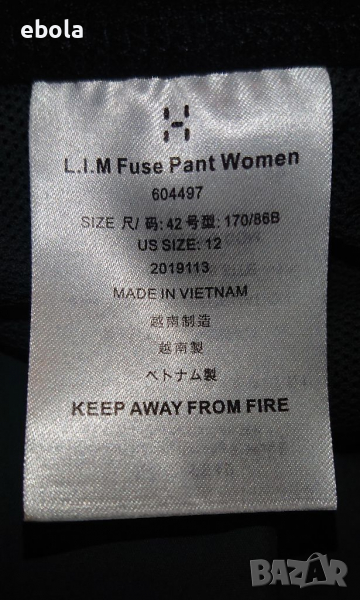 ebola
L.I.M Fuse Pant Women
604497
SIZE 尺/ 码: 42 号型: 170/86B
US SIZE: 12
2019113
MADE IN VIETNAM
越南制造
越南製
ベトナム製
KEEP AWAY FROM FIRE
BAZAR